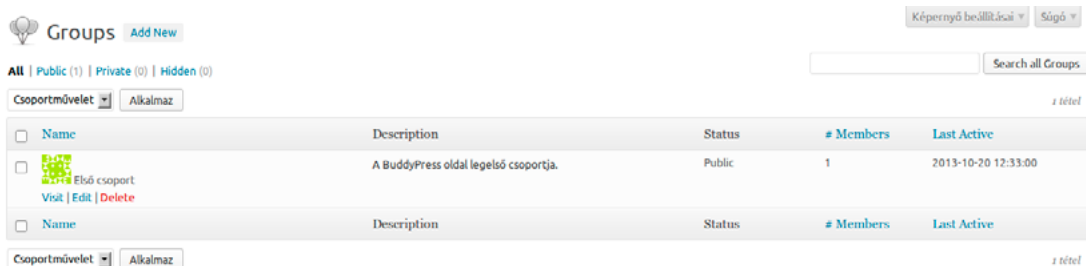 Képernyő beállításai Súgó
Groups Add New
All | Public (1) | Private (0) | Hidden (0) Search all Groups
Csoportművelet Alkalmaz 1 tétel
Name Description Status # Members Last Active
Első csoport A BuddyPress oldal legelső csoportja. Public 1 2013-10-20 12:33:00
Visit | Edit | Delete
Name Description Status # Members Last Active
Csoportművelet Alkalmaz 1 tétel